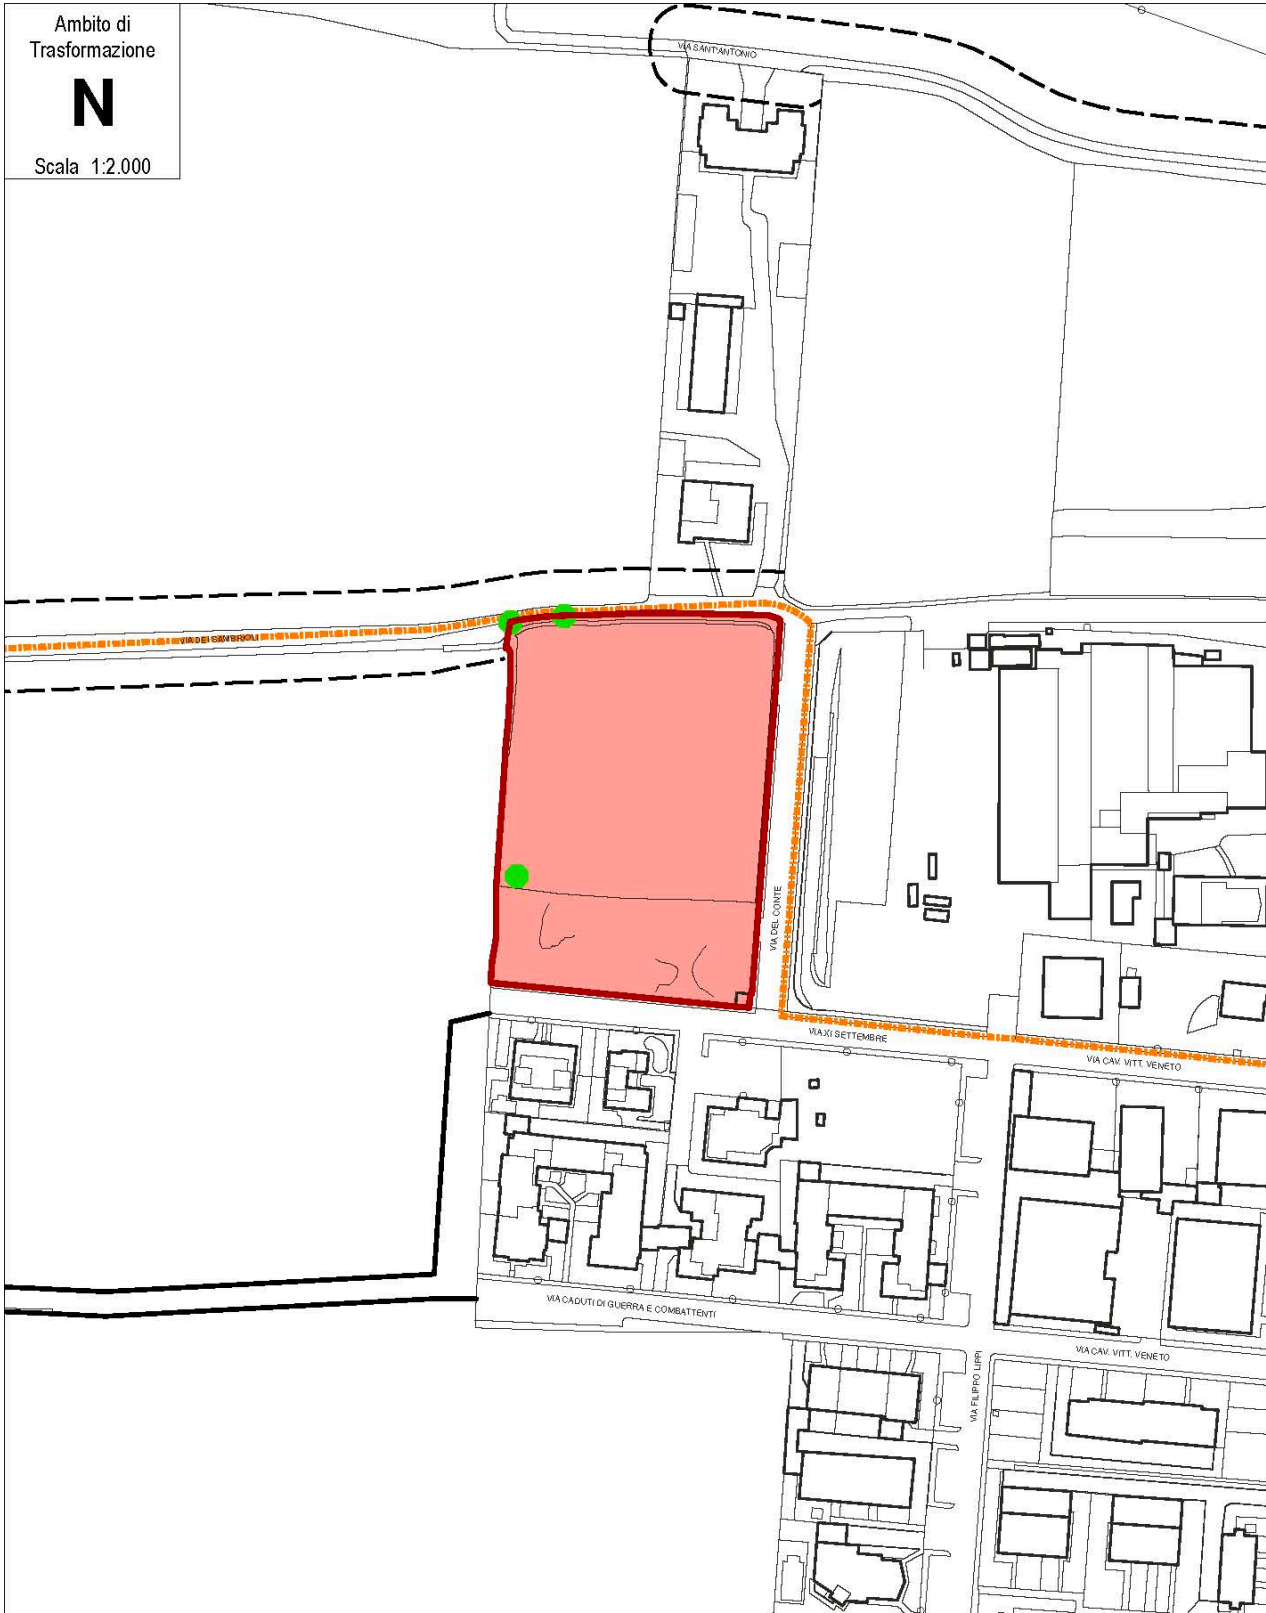 Ambito di
Trasformazione
N
Scala 1:2.000
VIA SANT'ANTONIO
VIA DEI SAMBRIOLI
VIA DEL CONTE
VIA XI SETTEMBRE
VIA CAV. VITT. VENETO
VIA CADUTI DI GUERRA E COMBATTENTI
VIA CAV. VITT. VENETO
VIA FILIPPO LIPPI